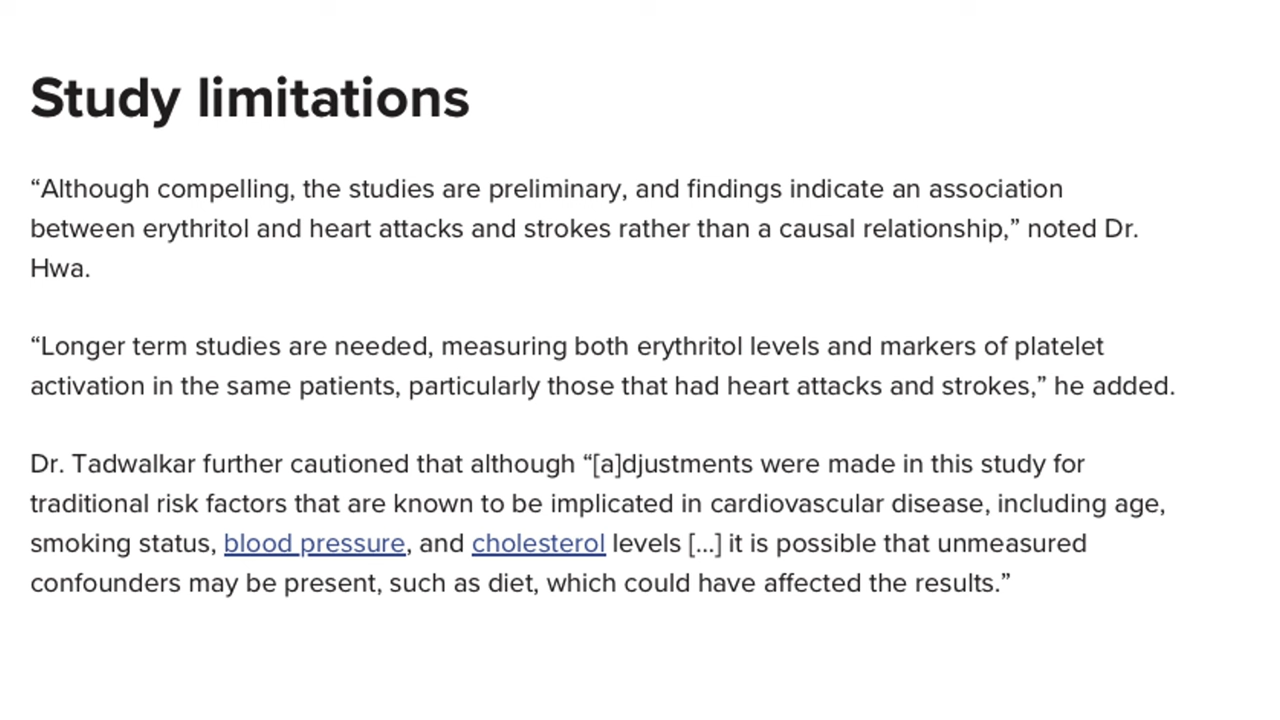 Study limitations
“Although compelling, the studies are preliminary, and findings indicate an association
between erythritol and heart attacks and strokes rather than a causal relationship,” noted Dr.
Hwa.
“Longer term studies are needed, measuring both erythritol levels and markers of platelet
activation in the same patients, particularly those that had heart attacks and strokes,” he added.
Dr. Tadwalkar further cautioned that although “[a]djustments were made in this study for
traditional risk factors that are known to be implicated in cardiovascular disease, including age,
smoking status, blood pressure, and cholesterol levels [...] it is possible that unmeasured
confounders may be present, such as diet, which could have affected the results.”